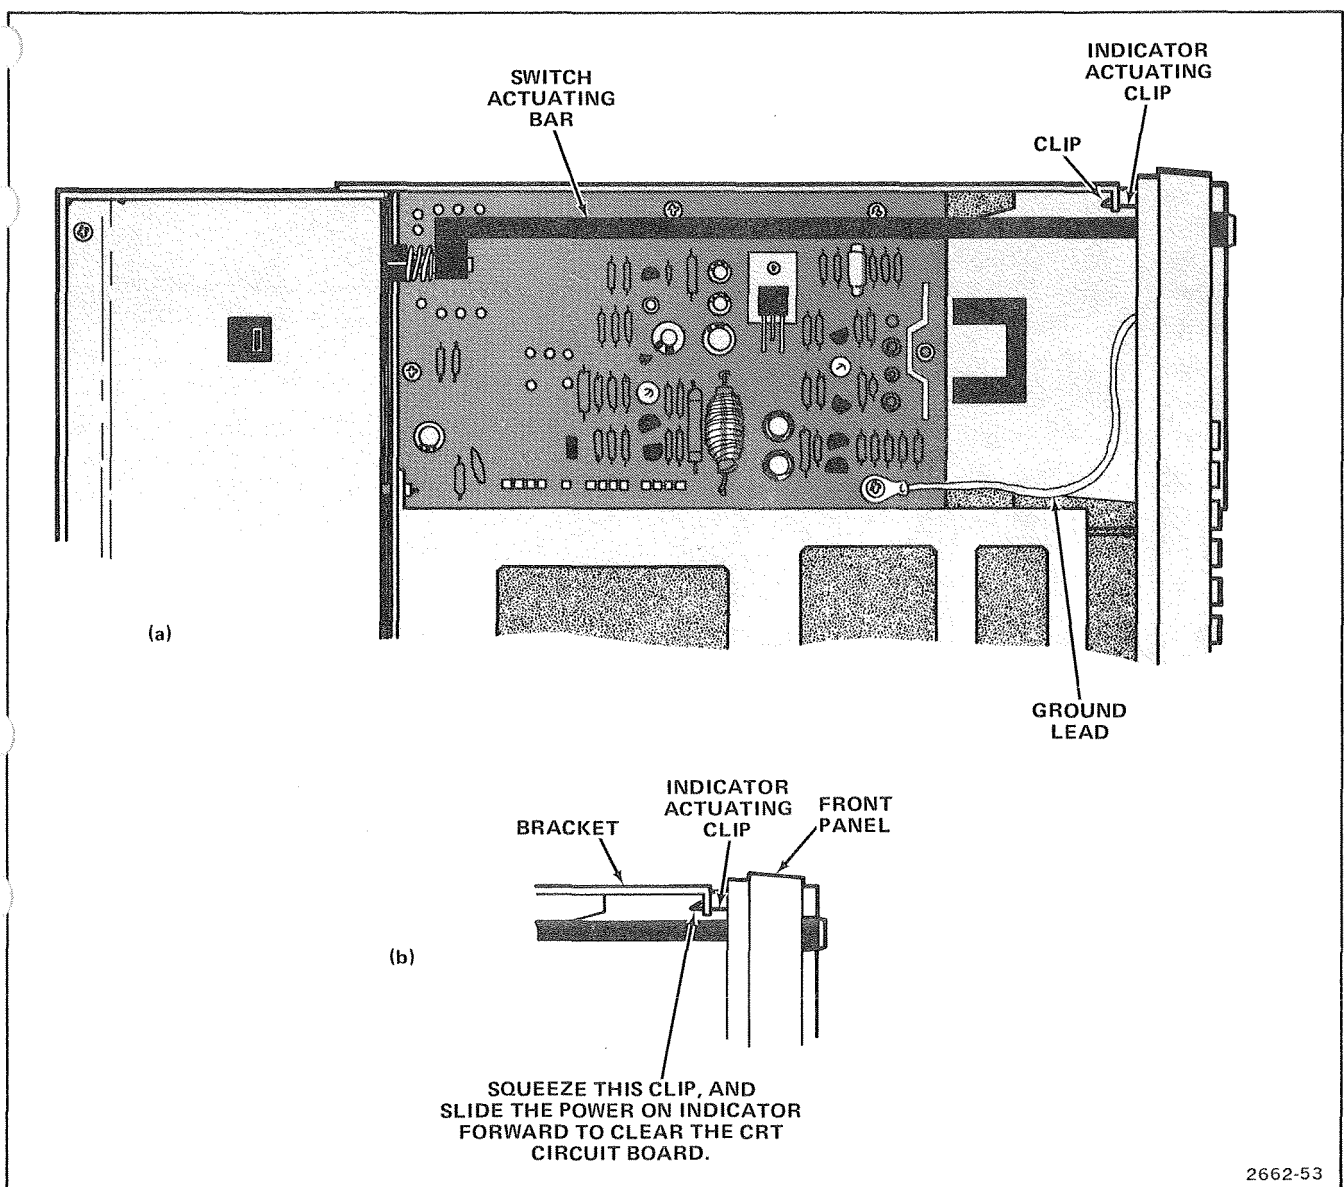 SWITCH
ACTUATING
BAR
INDICATOR
ACTUATING
CLIP
CLIP
(a)
GROUND
LEAD
BRACKET
INDICATOR
ACTUATING
CLIP
FRONT
PANEL
(b)
SQUEEZE THIS CLIP, AND
SLIDE THE POWER ON INDICATOR
FORWARD TO CLEAR THE CRT
CIRCUIT BOARD.
2662-53